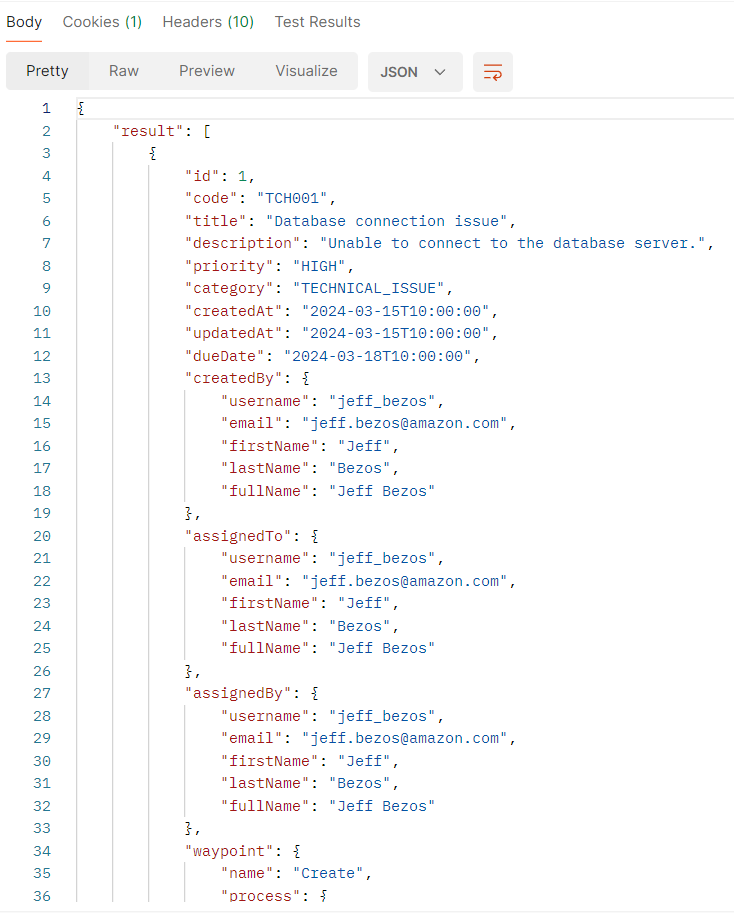 Body Cookies (1) Headers (10) Test Results
Pretty Raw Preview Visualize JSON
1 {
2 "result": [
3 {
4 "id": 1,
5 "code": "TCH001",
6 "title": "Database connection issue",
7 "description": "Unable to connect to the database server.",
8 "priority": "HIGH",
9 "category": "TECHNICAL_ISSUE",
10 "createdAt": "2024-03-15T10:00:00",
11 "updatedAt": "2024-03-15T10:00:00",
12 "dueDate": "2024-03-18T10:00:00",
13 "createdBy": {
14 "username": "jeff_bezos",
15 "email": "jeff.bezos@amazon.com",
16 "firstName": "Jeff",
17 "lastName": "Bezos",
18 "fullName": "Jeff Bezos"
19 },
20 "assignedTo": {
21 "username": "jeff_bezos",
22 "email": "jeff.bezos@amazon.com",
23 "firstName": "Jeff",
24 "lastName": "Bezos",
25 "fullName": "Jeff Bezos"
26 },
27 "assignedBy": {
28 "username": "jeff_bezos",
29 "email": "jeff.bezos@amazon.com",
30 "firstName": "Jeff",
31 "lastName": "Bezos",
32 "fullName": "Jeff Bezos"
33 },
34 "waypoint": {
35 "name": "Create",
36 "process": {